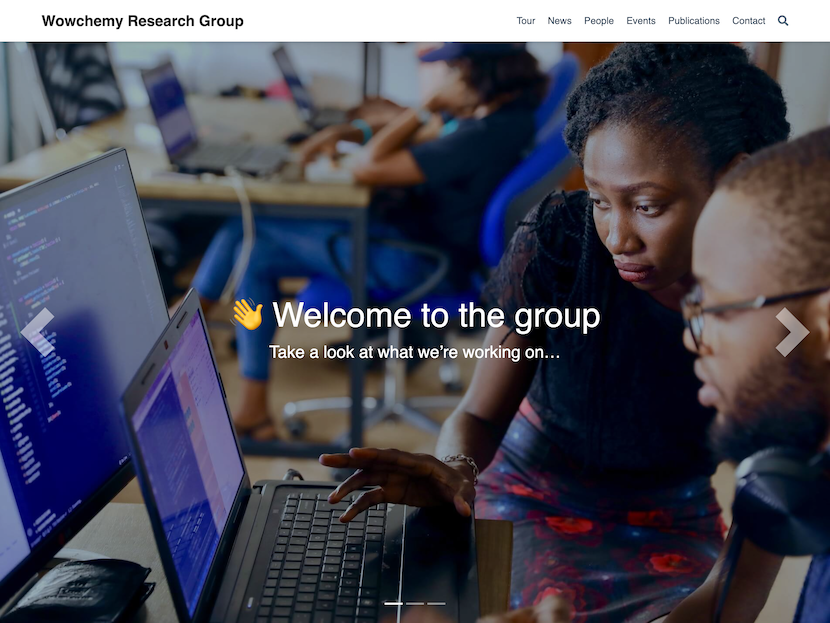 Wowchemy Research Group
Tour News People Events Publications Contact
👋 Welcome to the group
Take a look at what we're working on...